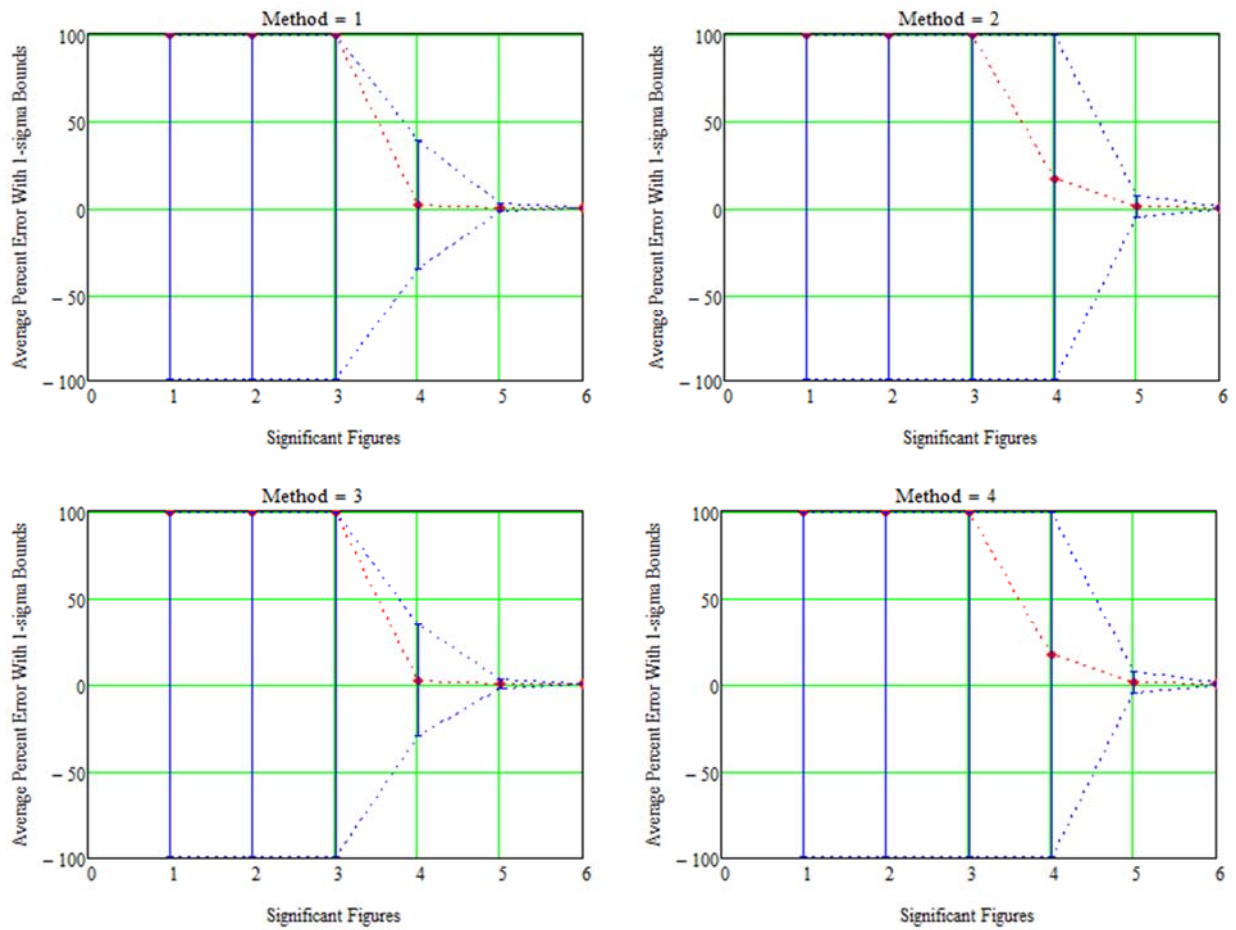 Method = 1
Average Percent Error With 1-sigma Bounds
100
50
0
− 50
− 100
0 1 2 3 4 5 6
Significant Figures
Method = 2
Average Percent Error With 1-sigma Bounds
100
50
0
− 50
− 100
0 1 2 3 4 5 6
Significant Figures
Method = 3
Average Percent Error With 1-sigma Bounds
100
50
0
− 50
− 100
0 1 2 3 4 5 6
Significant Figures
Method = 4
Average Percent Error With 1-sigma Bounds
100
50
0
− 50
− 100
0 1 2 3 4 5 6
Significant Figures